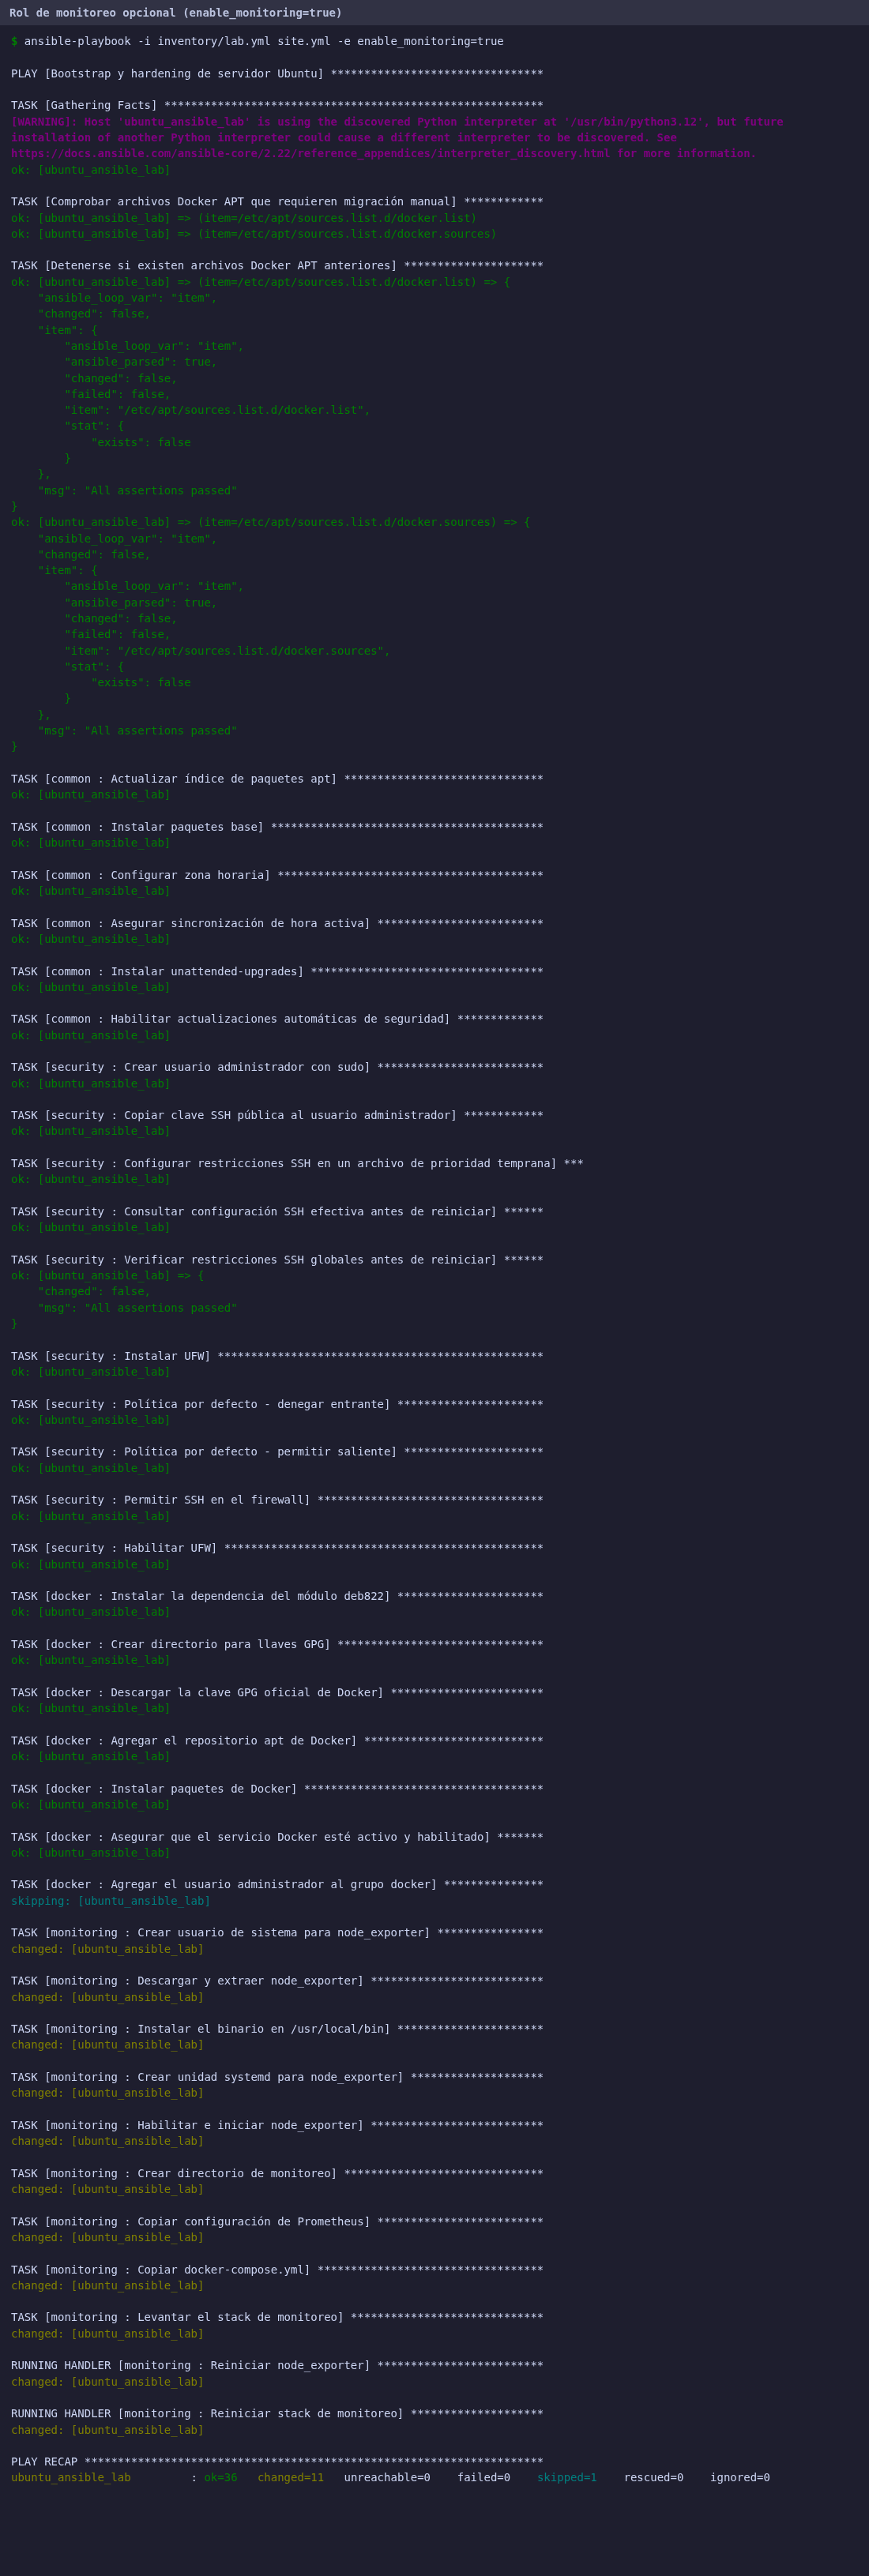 Rol de monitoreo opcional (enable_monitoring=true)
$ ansible-playbook -i inventory/lab.yml site.yml -e enable_monitoring=true
PLAY [Bootstrap y hardening de servidor Ubuntu] ********************************
TASK [Gathering Facts] *********************************************************
[WARNING]: Host 'ubuntu_ansible_lab' is using the discovered Python interpreter at '/usr/bin/python3.12', but future
installation of another Python interpreter could cause a different interpreter to be discovered. See
https://docs.ansible.com/ansible-core/2.22/reference_appendices/interpreter_discovery.html for more information.
ok: [ubuntu_ansible_lab]
TASK [Comprobar archivos Docker APT que requieren migración manual] ************
ok: [ubuntu_ansible_lab] => (item=/etc/apt/sources.list.d/docker.list)
ok: [ubuntu_ansible_lab] => (item=/etc/apt/sources.list.d/docker.sources)
TASK [Detenerse si existen archivos Docker APT anteriores] *********************
ok: [ubuntu_ansible_lab] => (item=/etc/apt/sources.list.d/docker.list) => {
    "ansible_loop_var": "item",
    "changed": false,
    "item": {
        "ansible_loop_var": "item",
        "ansible_parsed": true,
        "changed": false,
        "failed": false,
        "item": "/etc/apt/sources.list.d/docker.list",
        "stat": {
            "exists": false
        }
    },
    "msg": "All assertions passed"
}
ok: [ubuntu_ansible_lab] => (item=/etc/apt/sources.list.d/docker.sources) => {
    "ansible_loop_var": "item",
    "changed": false,
    "item": {
        "ansible_loop_var": "item",
        "ansible_parsed": true,
        "changed": false,
        "failed": false,
        "item": "/etc/apt/sources.list.d/docker.sources",
        "stat": {
            "exists": false
        }
    },
    "msg": "All assertions passed"
}
TASK [common : Actualizar índice de paquetes apt] ******************************
ok: [ubuntu_ansible_lab]
TASK [common : Instalar paquetes base] *****************************************
ok: [ubuntu_ansible_lab]
TASK [common : Configurar zona horaria] ****************************************
ok: [ubuntu_ansible_lab]
TASK [common : Asegurar sincronización de hora activa] *************************
ok: [ubuntu_ansible_lab]
TASK [common : Instalar unattended-upgrades] ***********************************
ok: [ubuntu_ansible_lab]
TASK [common : Habilitar actualizaciones automáticas de seguridad] *************
ok: [ubuntu_ansible_lab]
TASK [security : Crear usuario administrador con sudo] *************************
ok: [ubuntu_ansible_lab]
TASK [security : Copiar clave SSH pública al usuario administrador] ************
ok: [ubuntu_ansible_lab]
TASK [security : Configurar restricciones SSH en un archivo de prioridad temprana] ***
ok: [ubuntu_ansible_lab]
TASK [security : Consultar configuración SSH efectiva antes de reiniciar] ******
ok: [ubuntu_ansible_lab]
TASK [security : Verificar restricciones SSH globales antes de reiniciar] ******
ok: [ubuntu_ansible_lab] => {
    "changed": false,
    "msg": "All assertions passed"
}
TASK [security : Instalar UFW] *************************************************
ok: [ubuntu_ansible_lab]
TASK [security : Política por defecto - denegar entrante] **********************
ok: [ubuntu_ansible_lab]
TASK [security : Política por defecto - permitir saliente] *********************
ok: [ubuntu_ansible_lab]
TASK [security : Permitir SSH en el firewall] **********************************
ok: [ubuntu_ansible_lab]
TASK [security : Habilitar UFW] ************************************************
ok: [ubuntu_ansible_lab]
TASK [docker : Instalar la dependencia del módulo deb822] **********************
ok: [ubuntu_ansible_lab]
TASK [docker : Crear directorio para llaves GPG] *******************************
ok: [ubuntu_ansible_lab]
TASK [docker : Descargar la clave GPG oficial de Docker] ***********************
ok: [ubuntu_ansible_lab]
TASK [docker : Agregar el repositorio apt de Docker] ***************************
ok: [ubuntu_ansible_lab]
TASK [docker : Instalar paquetes de Docker] ************************************
ok: [ubuntu_ansible_lab]
TASK [docker : Asegurar que el servicio Docker esté activo y habilitado] *******
ok: [ubuntu_ansible_lab]
TASK [docker : Agregar el usuario administrador al grupo docker] ***************
skipping: [ubuntu_ansible_lab]
TASK [monitoring : Crear usuario de sistema para node_exporter] ****************
changed: [ubuntu_ansible_lab]
TASK [monitoring : Descargar y extraer node_exporter] **************************
changed: [ubuntu_ansible_lab]
TASK [monitoring : Instalar el binario en /usr/local/bin] **********************
changed: [ubuntu_ansible_lab]
TASK [monitoring : Crear unidad systemd para node_exporter] ********************
changed: [ubuntu_ansible_lab]
TASK [monitoring : Habilitar e iniciar node_exporter] **************************
changed: [ubuntu_ansible_lab]
TASK [monitoring : Crear directorio de monitoreo] ******************************
changed: [ubuntu_ansible_lab]
TASK [monitoring : Copiar configuración de Prometheus] *************************
changed: [ubuntu_ansible_lab]
TASK [monitoring : Copiar docker-compose.yml] **********************************
changed: [ubuntu_ansible_lab]
TASK [monitoring : Levantar el stack de monitoreo] *****************************
changed: [ubuntu_ansible_lab]
RUNNING HANDLER [monitoring : Reiniciar node_exporter] *************************
changed: [ubuntu_ansible_lab]
RUNNING HANDLER [monitoring : Reiniciar stack de monitoreo] ********************
changed: [ubuntu_ansible_lab]
PLAY RECAP *********************************************************************
ubuntu_ansible_lab         : ok=36   changed=11   unreachable=0    failed=0    skipped=1    rescued=0    ignored=0